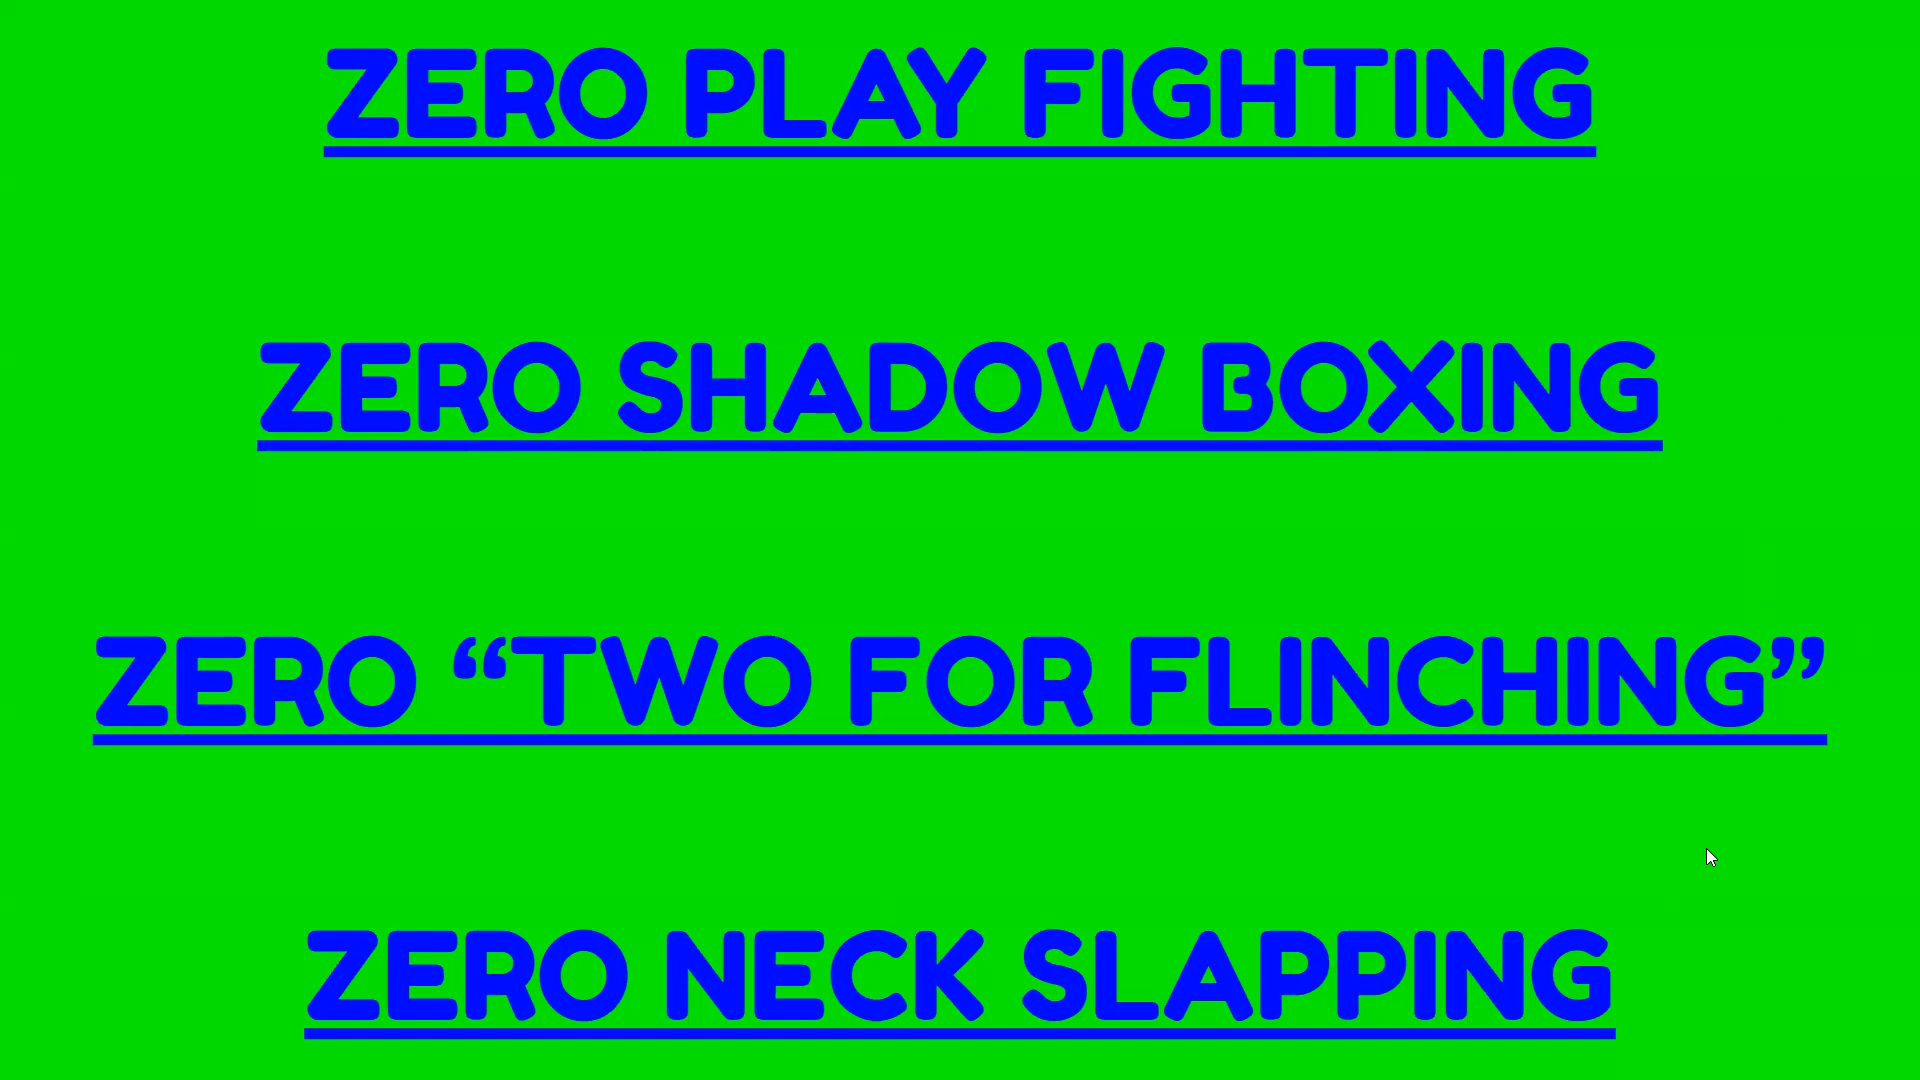 ZERO PLAY FIGHTING
ZERO SHADOW BOXING
ZERO “TWO FOR FLINCHING”
ZERO NECK SLAPPING